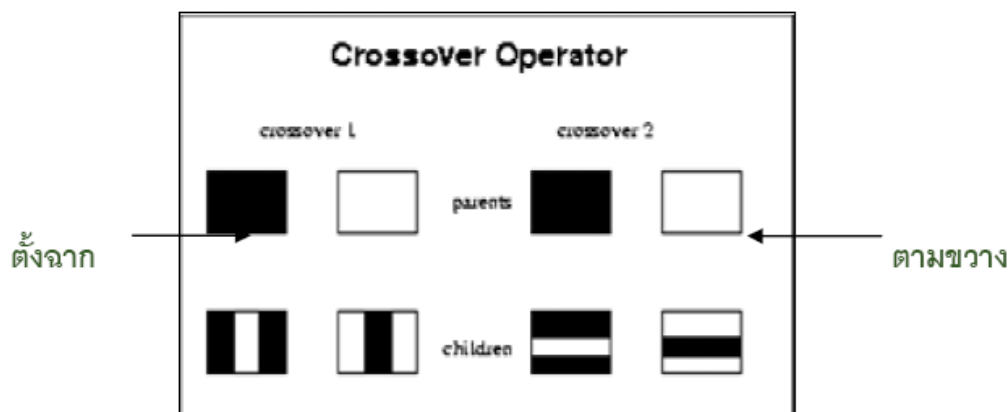 Crossover Operator
crossover 1
crossover 2
parents
ตั้งฉาก
ตามขวาง
children